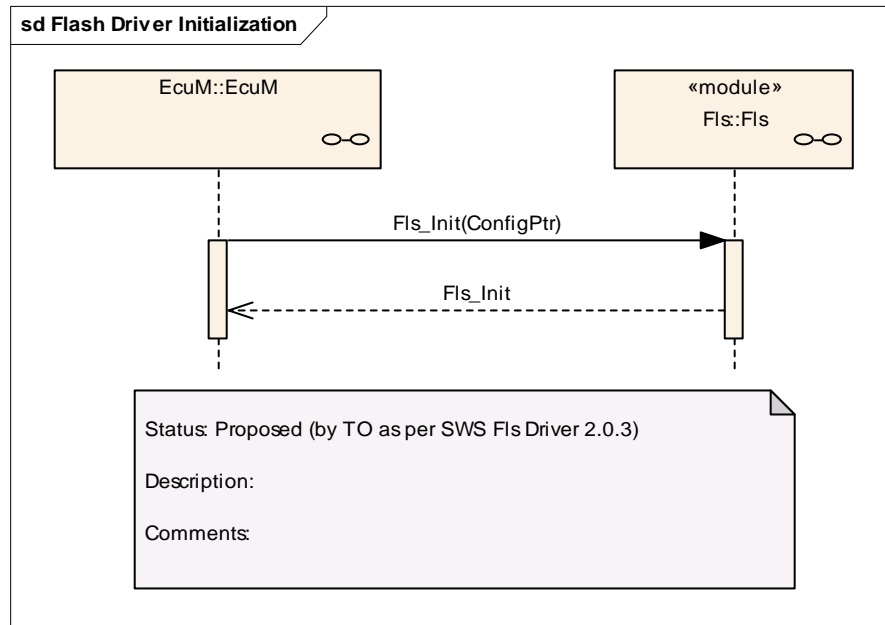 sd Flash Driver Initialization
EcuM::EcuM
«module»
Fls::Fls
Fls_Init(ConfigPtr)
Fls_Init
Status: Proposed (by TO as per SWS Fls Driver 2.0.3)
Description:
Comments: